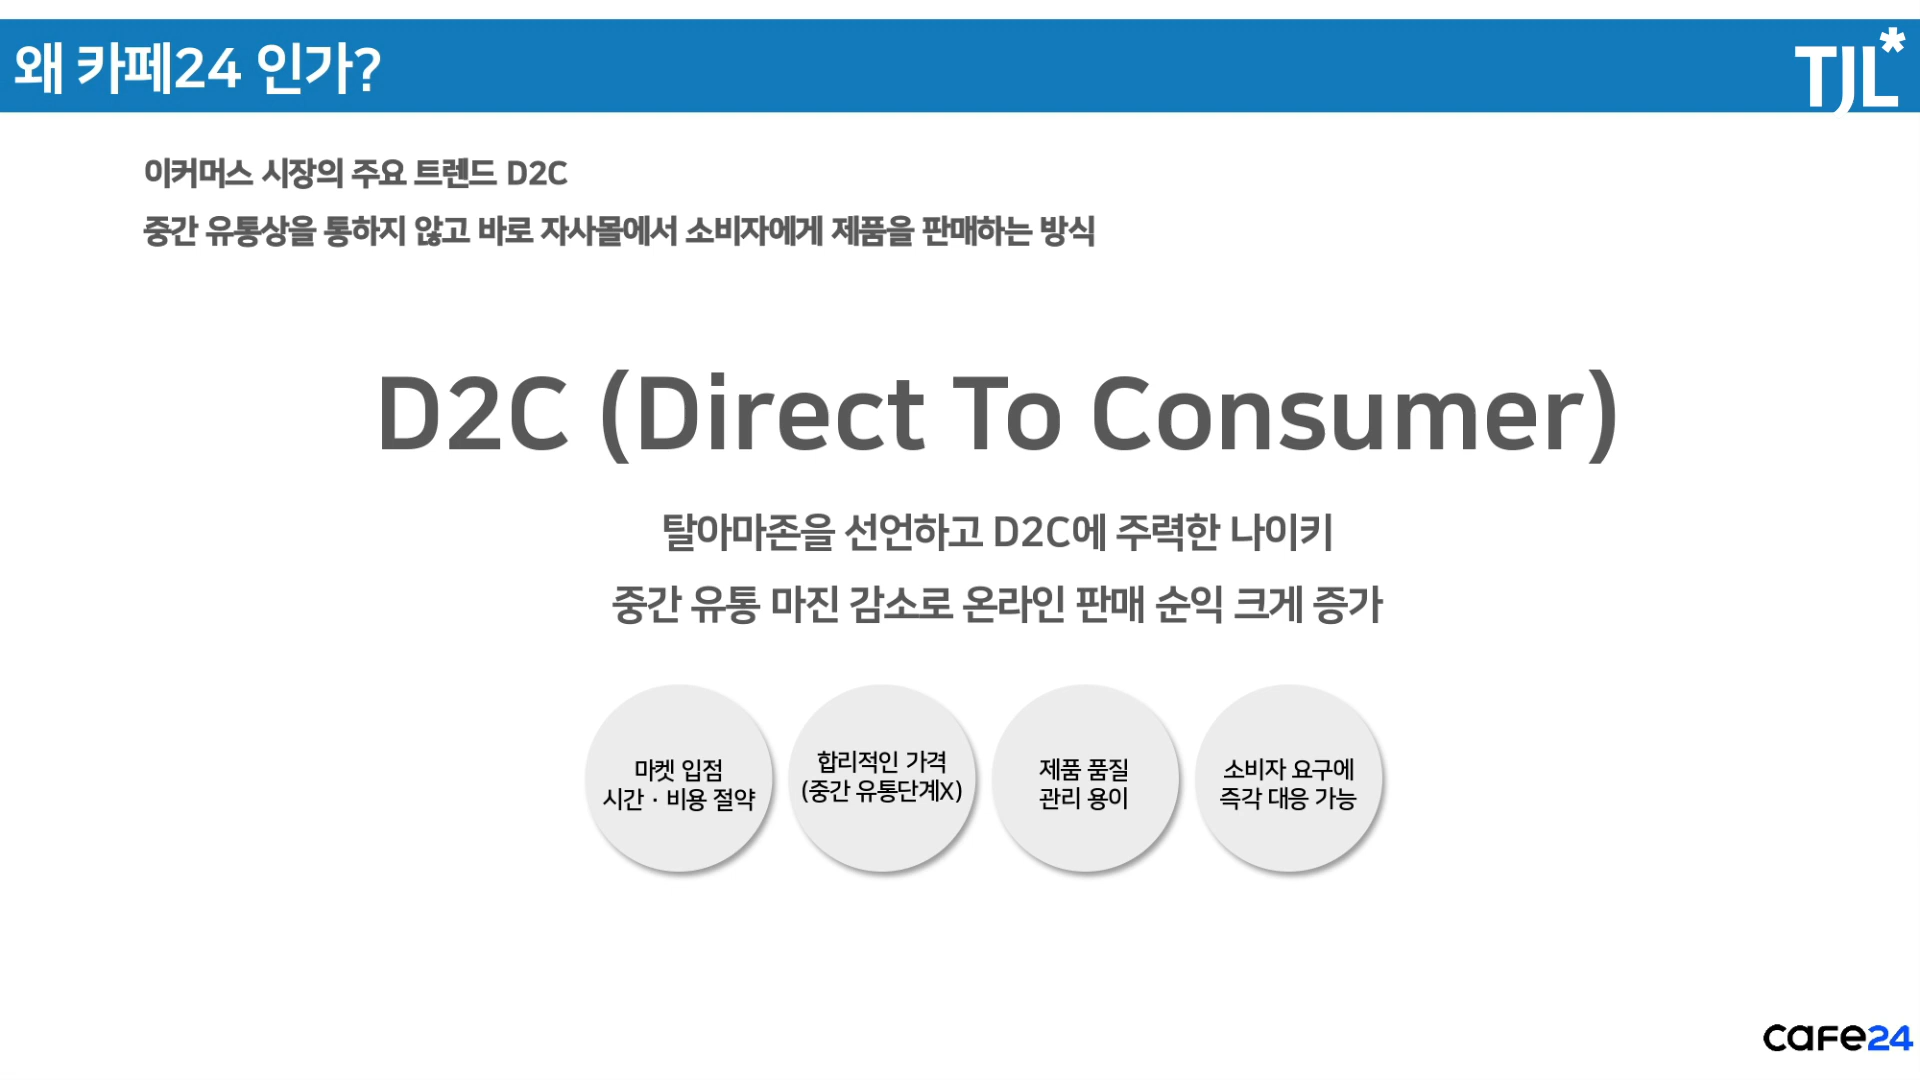 왜 카페24 인가?
TJL*
이커머스 시장의 주요 트렌드 D2C
중간 유통상을 통하지 않고 바로 자사몰에서 소비자에게 제품을 판매하는 방식
D2C (Direct To Consumer)
탈아마존을 선언하고 D2C에 주력한 나이키
중간 유통 마진 감소로 온라인 판매 순익 크게 증가
마켓 입점
시간 · 비용 절약
합리적인 가격
(중간 유통단계X)
제품 품질
관리 용이
소비자 요구에
즉각 대응 가능
cafe24